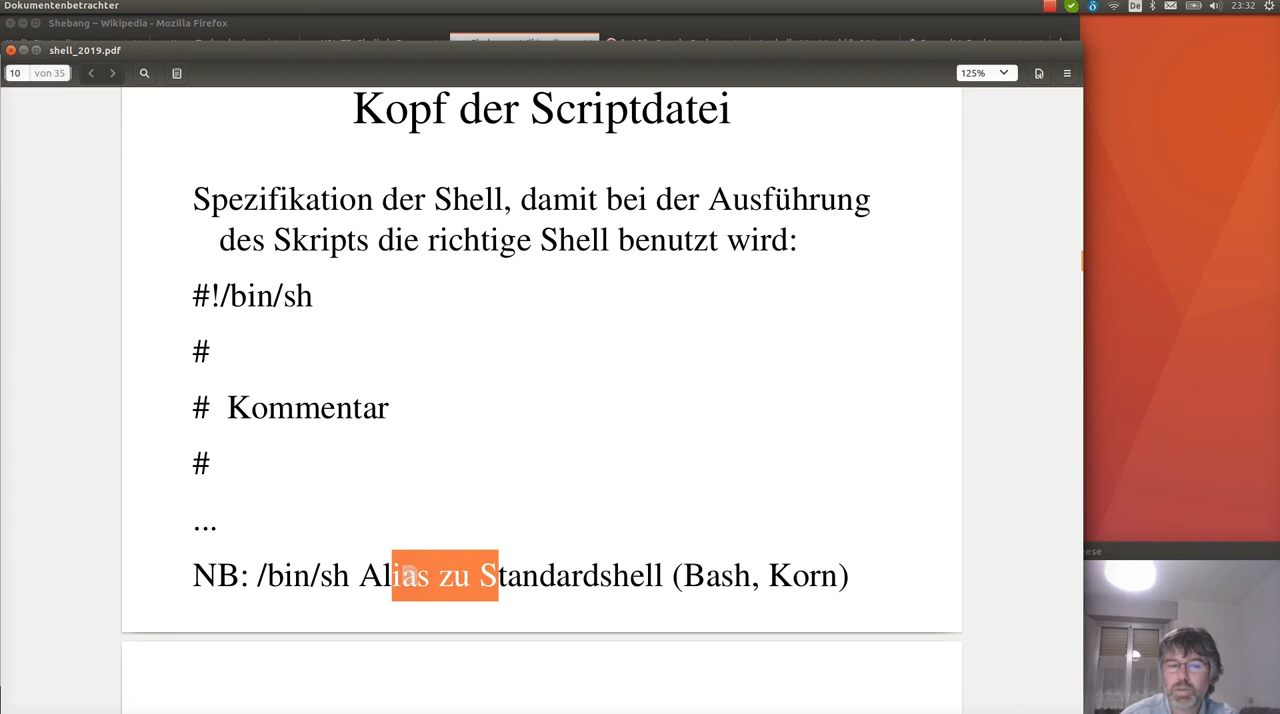 Dokumentenbetrachter
De
23:32
Shebang – Wikipedia - Mozilla Firefox
shell_2019.pdf
10 von 35
125%
Kopf der Scriptdatei
Spezifikation der Shell, damit bei der Ausführung
des Skripts die richtige Shell benutzt wird:
#!/bin/sh
#
# Kommentar
#
...
NB: /bin/sh Alias zu Standardshell (Bash, Korn)
eese